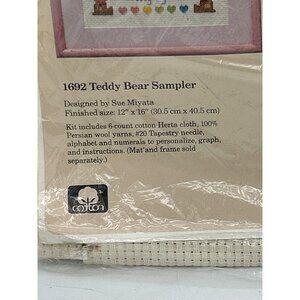 1692 Teddy Bear Sampler
Designed by Sue Miyata
Finished size: 12" x 16" (30.5 cm x 40.5 cm)
Kit includes 6-count cotton Herta cloth, 100%
Persian wool yarns, #20 Tapestry needle,
alphabet and numerals to personalize, graph,
and instructions. (Mat and frame sold
separately.)
cotton